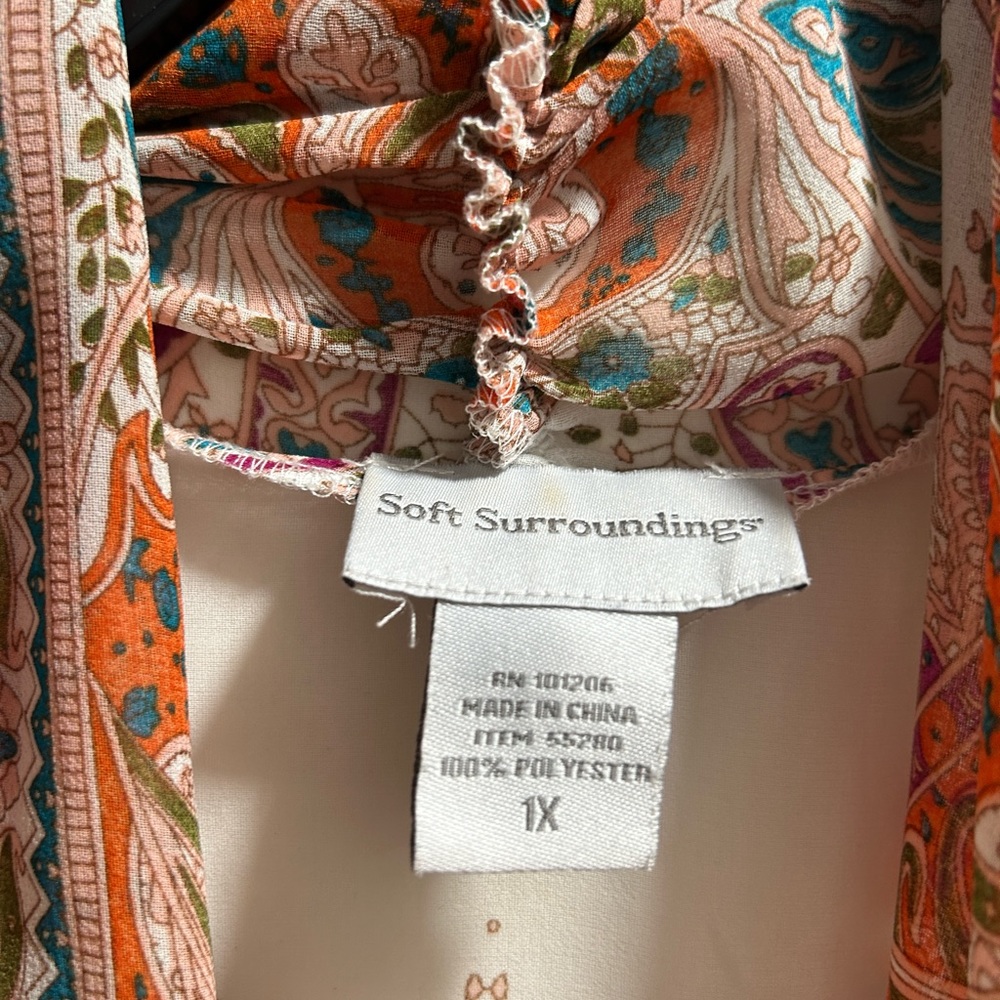 Soft Surroundings
RN 101206
MADE IN CHINA
ITEM 55280
100% POLYESTER
1X